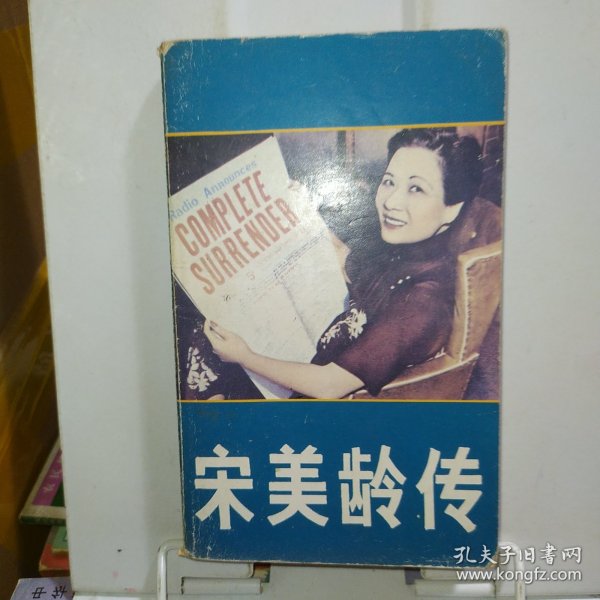 Radio Announces
COMPLETE
SURRENDER
宋美龄传
孔夫子旧书网
www.kongfz.com